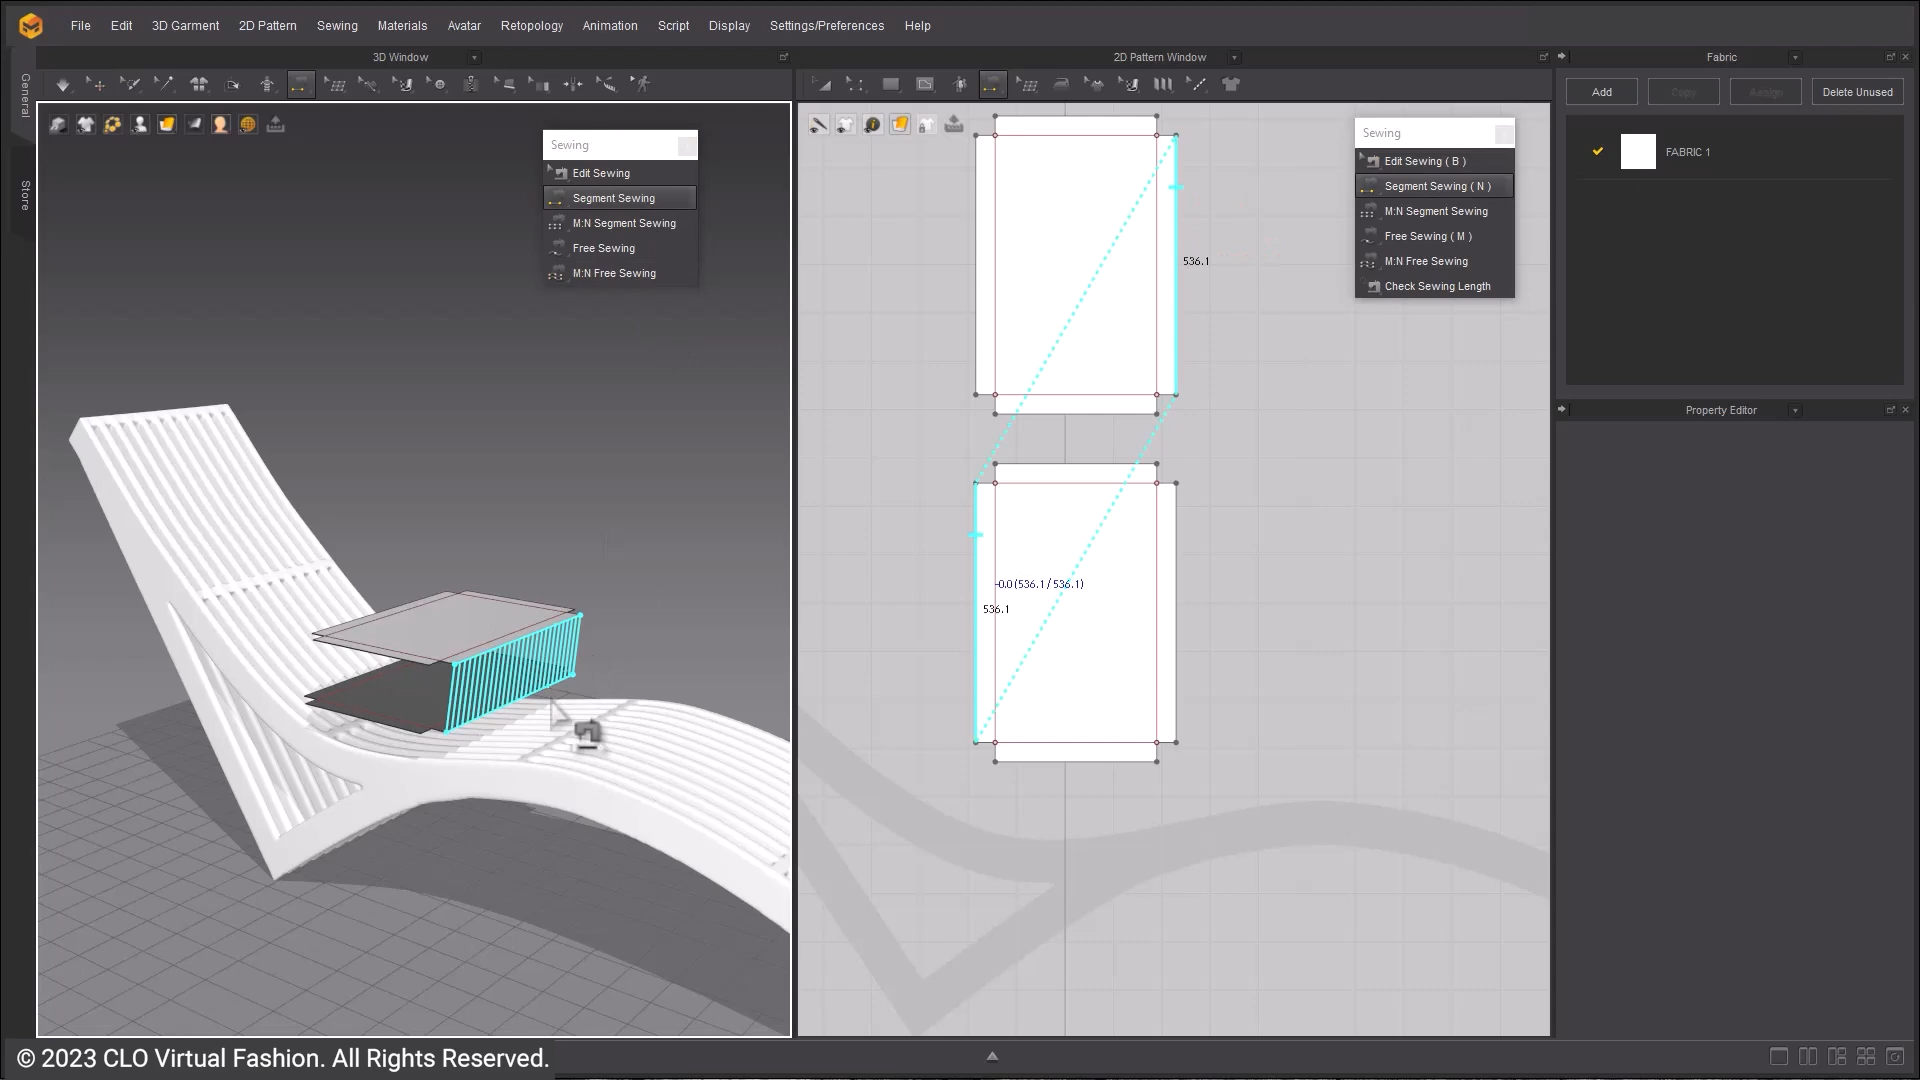 File Edit 3D Garment 2D Pattern Sewing Materials Avatar Retopology Animation Script Display Settings/Preferences Help
3D Window
2D Pattern Window
Fabric
General
Store
Add Copy Assign Delete Unused
FABRIC 1
Property Editor
Sewing
Edit Sewing
Segment Sewing
M:N Segment Sewing
Free Sewing
M:N Free Sewing
Sewing
Edit Sewing ( B )
Segment Sewing ( N )
M:N Segment Sewing
Free Sewing ( M )
M:N Free Sewing
Check Sewing Length
536.1
-0.0 (536.1 / 536.1)
536.1
© 2023 CLO Virtual Fashion. All Rights Reserved.